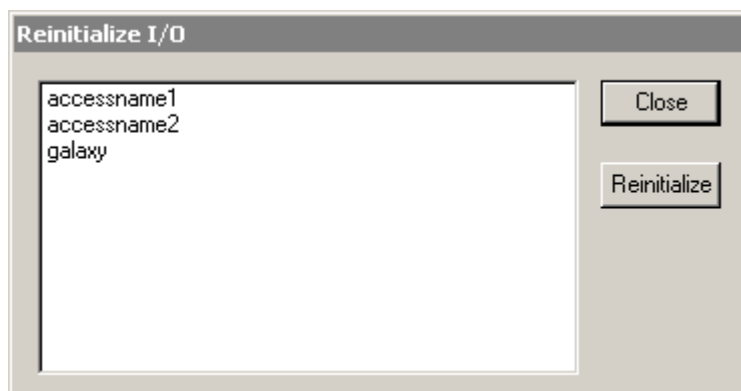 Reinitialize I/O
accessname1
accessname2
galaxy
Close
Reinitialize